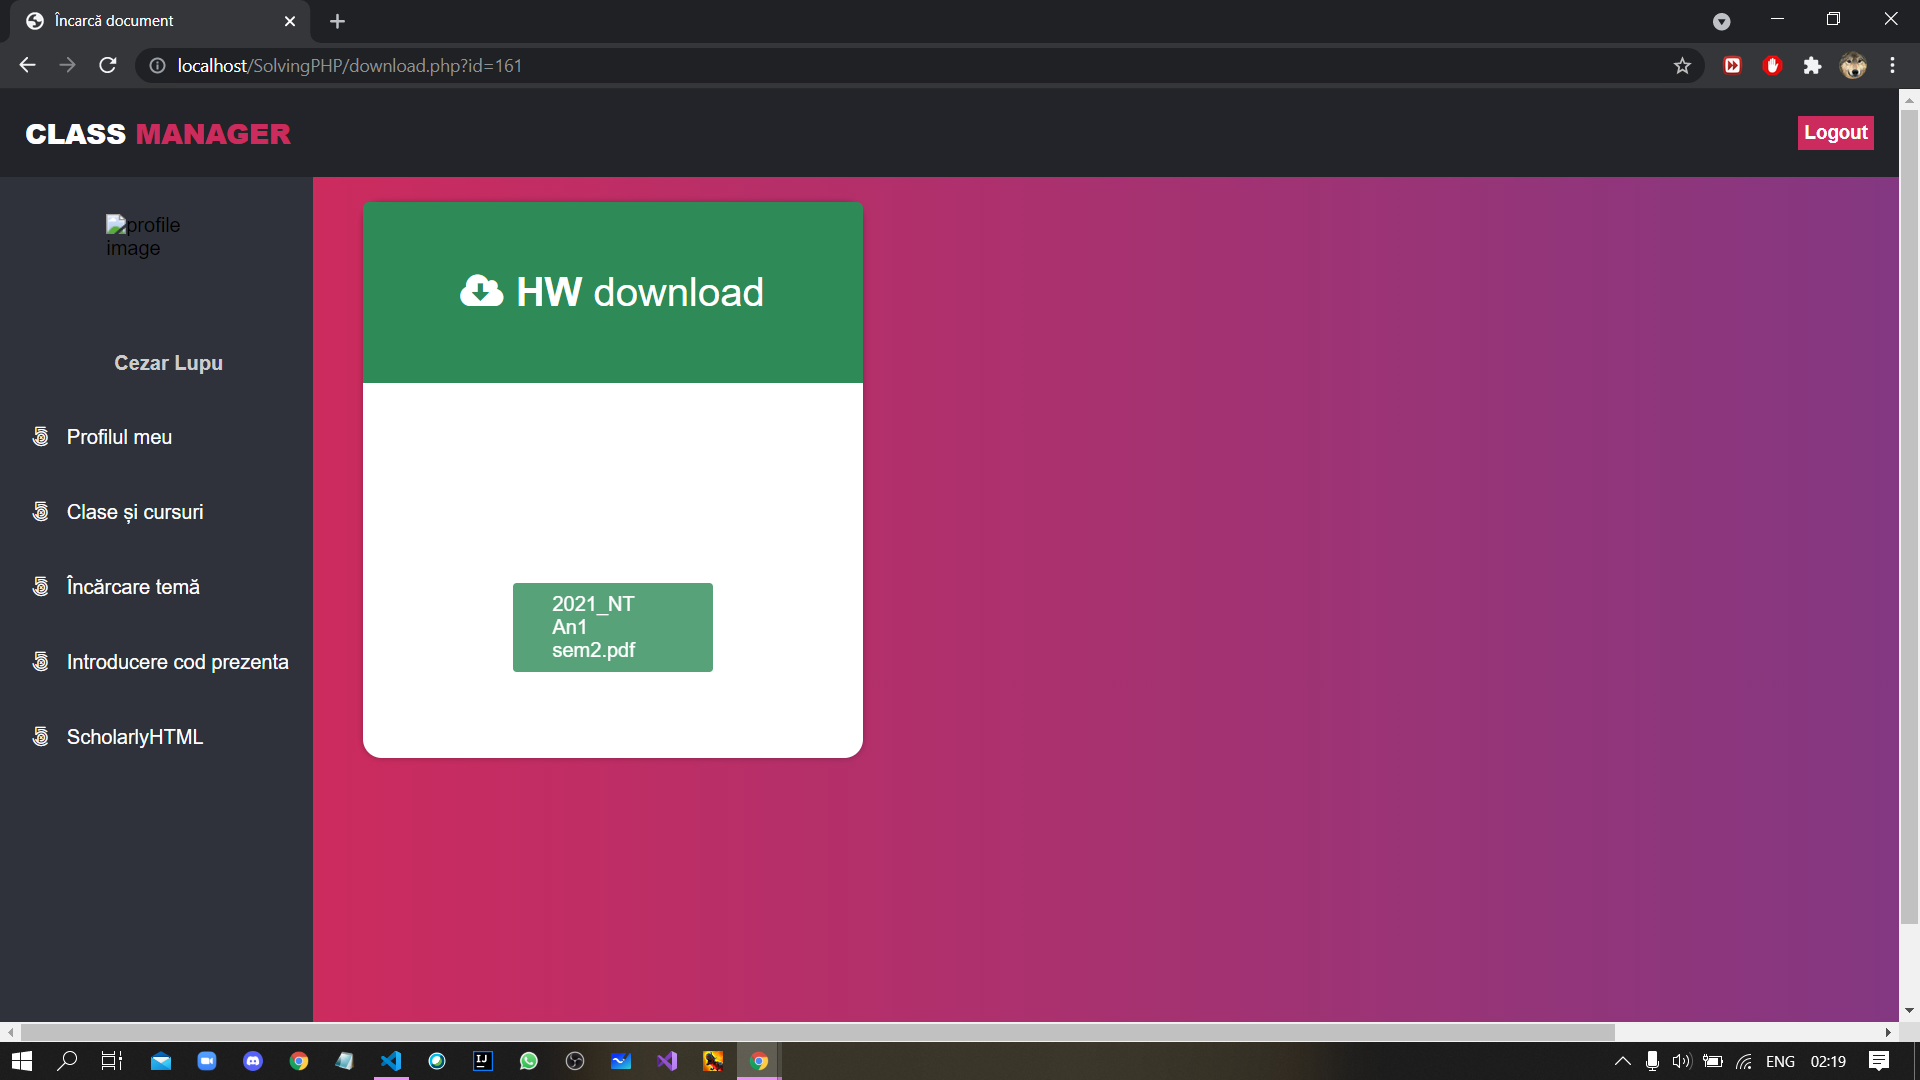 Încarcă document
localhost/SolvingPHP/download.php?id=161
CLASS MANAGER
Logout
profile
image
Cezar Lupu
Profilul meu
Clase și cursuri
Încărcare temă
Introducere cod prezenta
ScholarlyHTML
HW download
2021_NT
An1
sem2.pdf
ENG
02:19